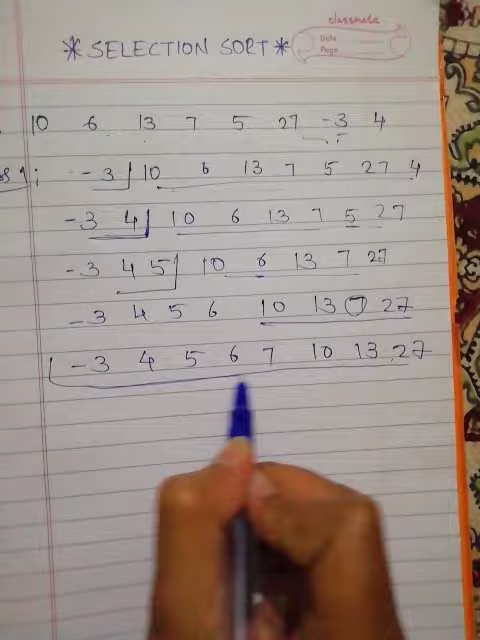 classmate
Date
Page
*SELECTION SORT*
10 6 13 7 5 27 -3 4
-3 10 6 13 7 5 27 4
-3 4 10 6 13 7 5 27
-3 4 5 10 6 13 7 27
-3 4 5 6 10 13 7 27
-3 4 5 6 7 10 13 27